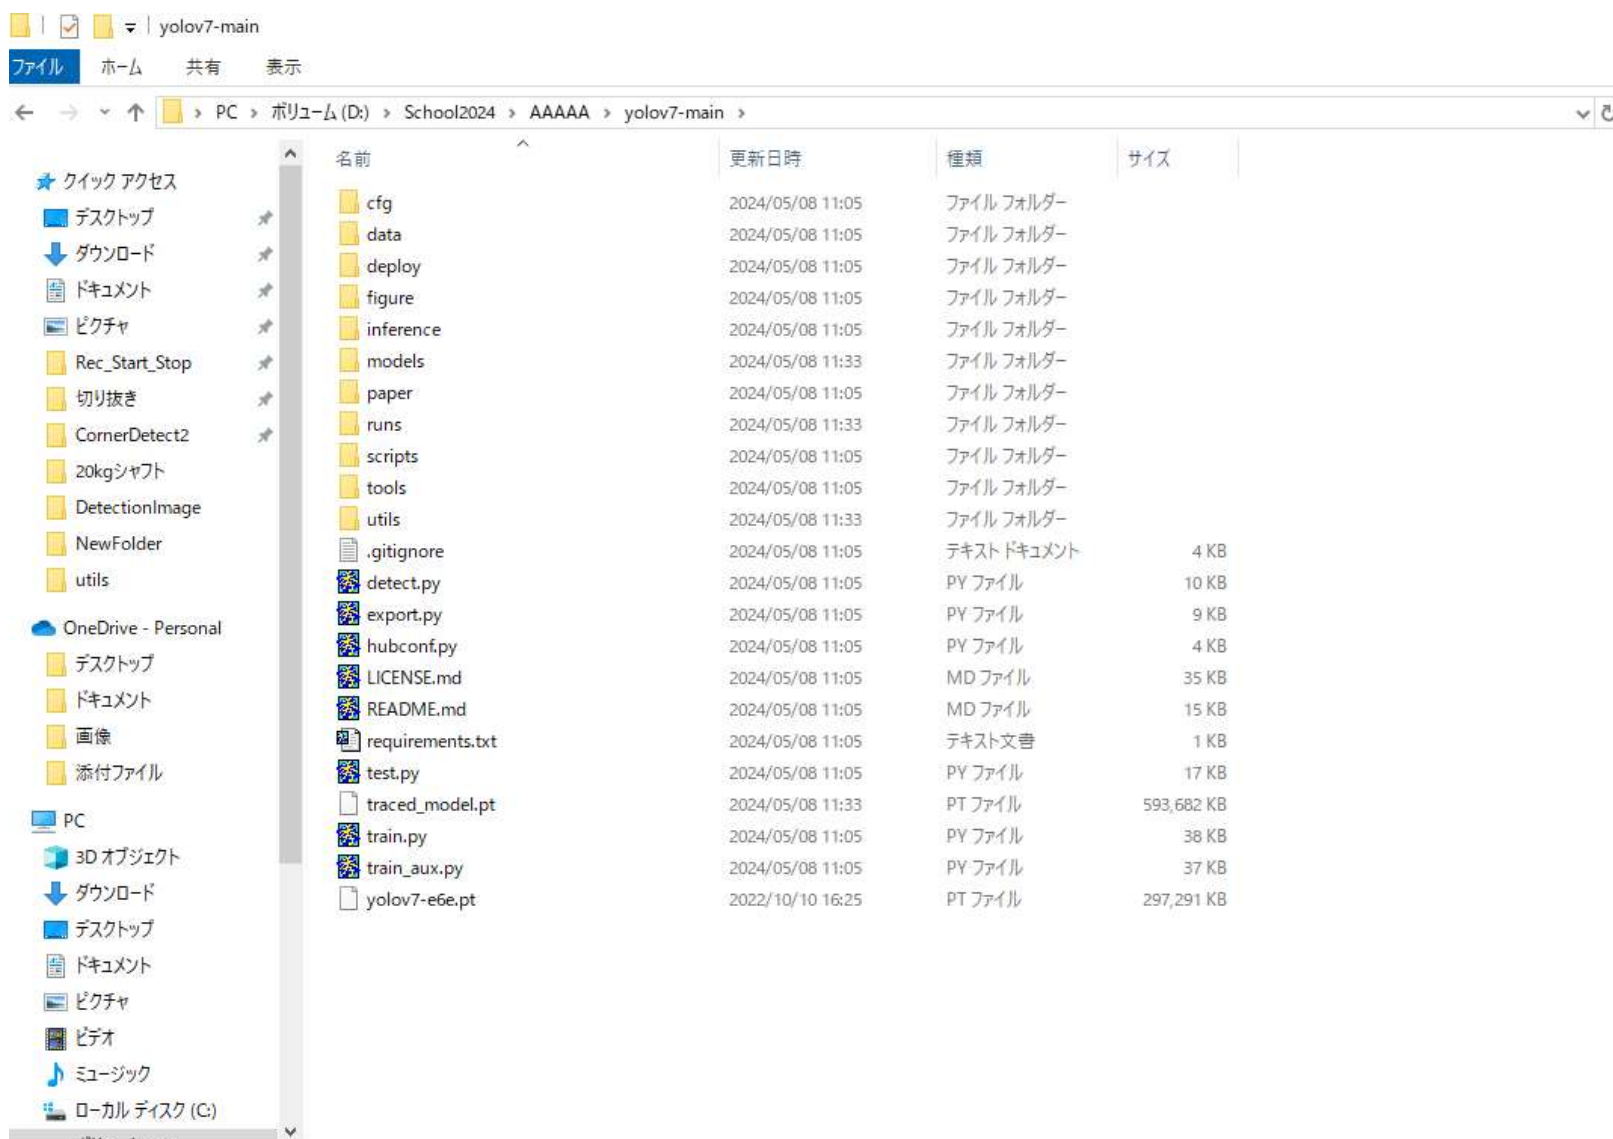 yolov7-main
ファイル ホーム 共有 表示
PC › ボリューム (D:) › School2024 › AAAAA › yolov7-main ›
クイック アクセス
デスクトップ
ダウンロード
ドキュメント
ピクチャ
Rec_Start_Stop
切り抜き
CornerDetect2
20kgシャフト
DetectionImage
NewFolder
utils
OneDrive - Personal
デスクトップ
ドキュメント
画像
添付ファイル
PC
3D オブジェクト
ダウンロード
デスクトップ
ドキュメント
ピクチャ
ビデオ
ミュージック
ローカル ディスク (C:)
名前 更新日時 種類 サイズ
cfg 2024/05/08 11:05 ファイル フォルダー
data 2024/05/08 11:05 ファイル フォルダー
deploy 2024/05/08 11:05 ファイル フォルダー
figure 2024/05/08 11:05 ファイル フォルダー
inference 2024/05/08 11:05 ファイル フォルダー
models 2024/05/08 11:33 ファイル フォルダー
paper 2024/05/08 11:05 ファイル フォルダー
runs 2024/05/08 11:33 ファイル フォルダー
scripts 2024/05/08 11:05 ファイル フォルダー
tools 2024/05/08 11:05 ファイル フォルダー
utils 2024/05/08 11:33 ファイル フォルダー
.gitignore 2024/05/08 11:05 テキスト ドキュメント 4 KB
detect.py 2024/05/08 11:05 PY ファイル 10 KB
export.py 2024/05/08 11:05 PY ファイル 9 KB
hubconf.py 2024/05/08 11:05 PY ファイル 4 KB
LICENSE.md 2024/05/08 11:05 MD ファイル 35 KB
README.md 2024/05/08 11:05 MD ファイル 15 KB
requirements.txt 2024/05/08 11:05 テキスト文書 1 KB
test.py 2024/05/08 11:05 PY ファイル 17 KB
traced_model.pt 2024/05/08 11:33 PT ファイル 593,682 KB
train.py 2024/05/08 11:05 PY ファイル 38 KB
train_aux.py 2024/05/08 11:05 PY ファイル 37 KB
yolov7-e6e.pt 2022/10/10 16:25 PT ファイル 297,291 KB